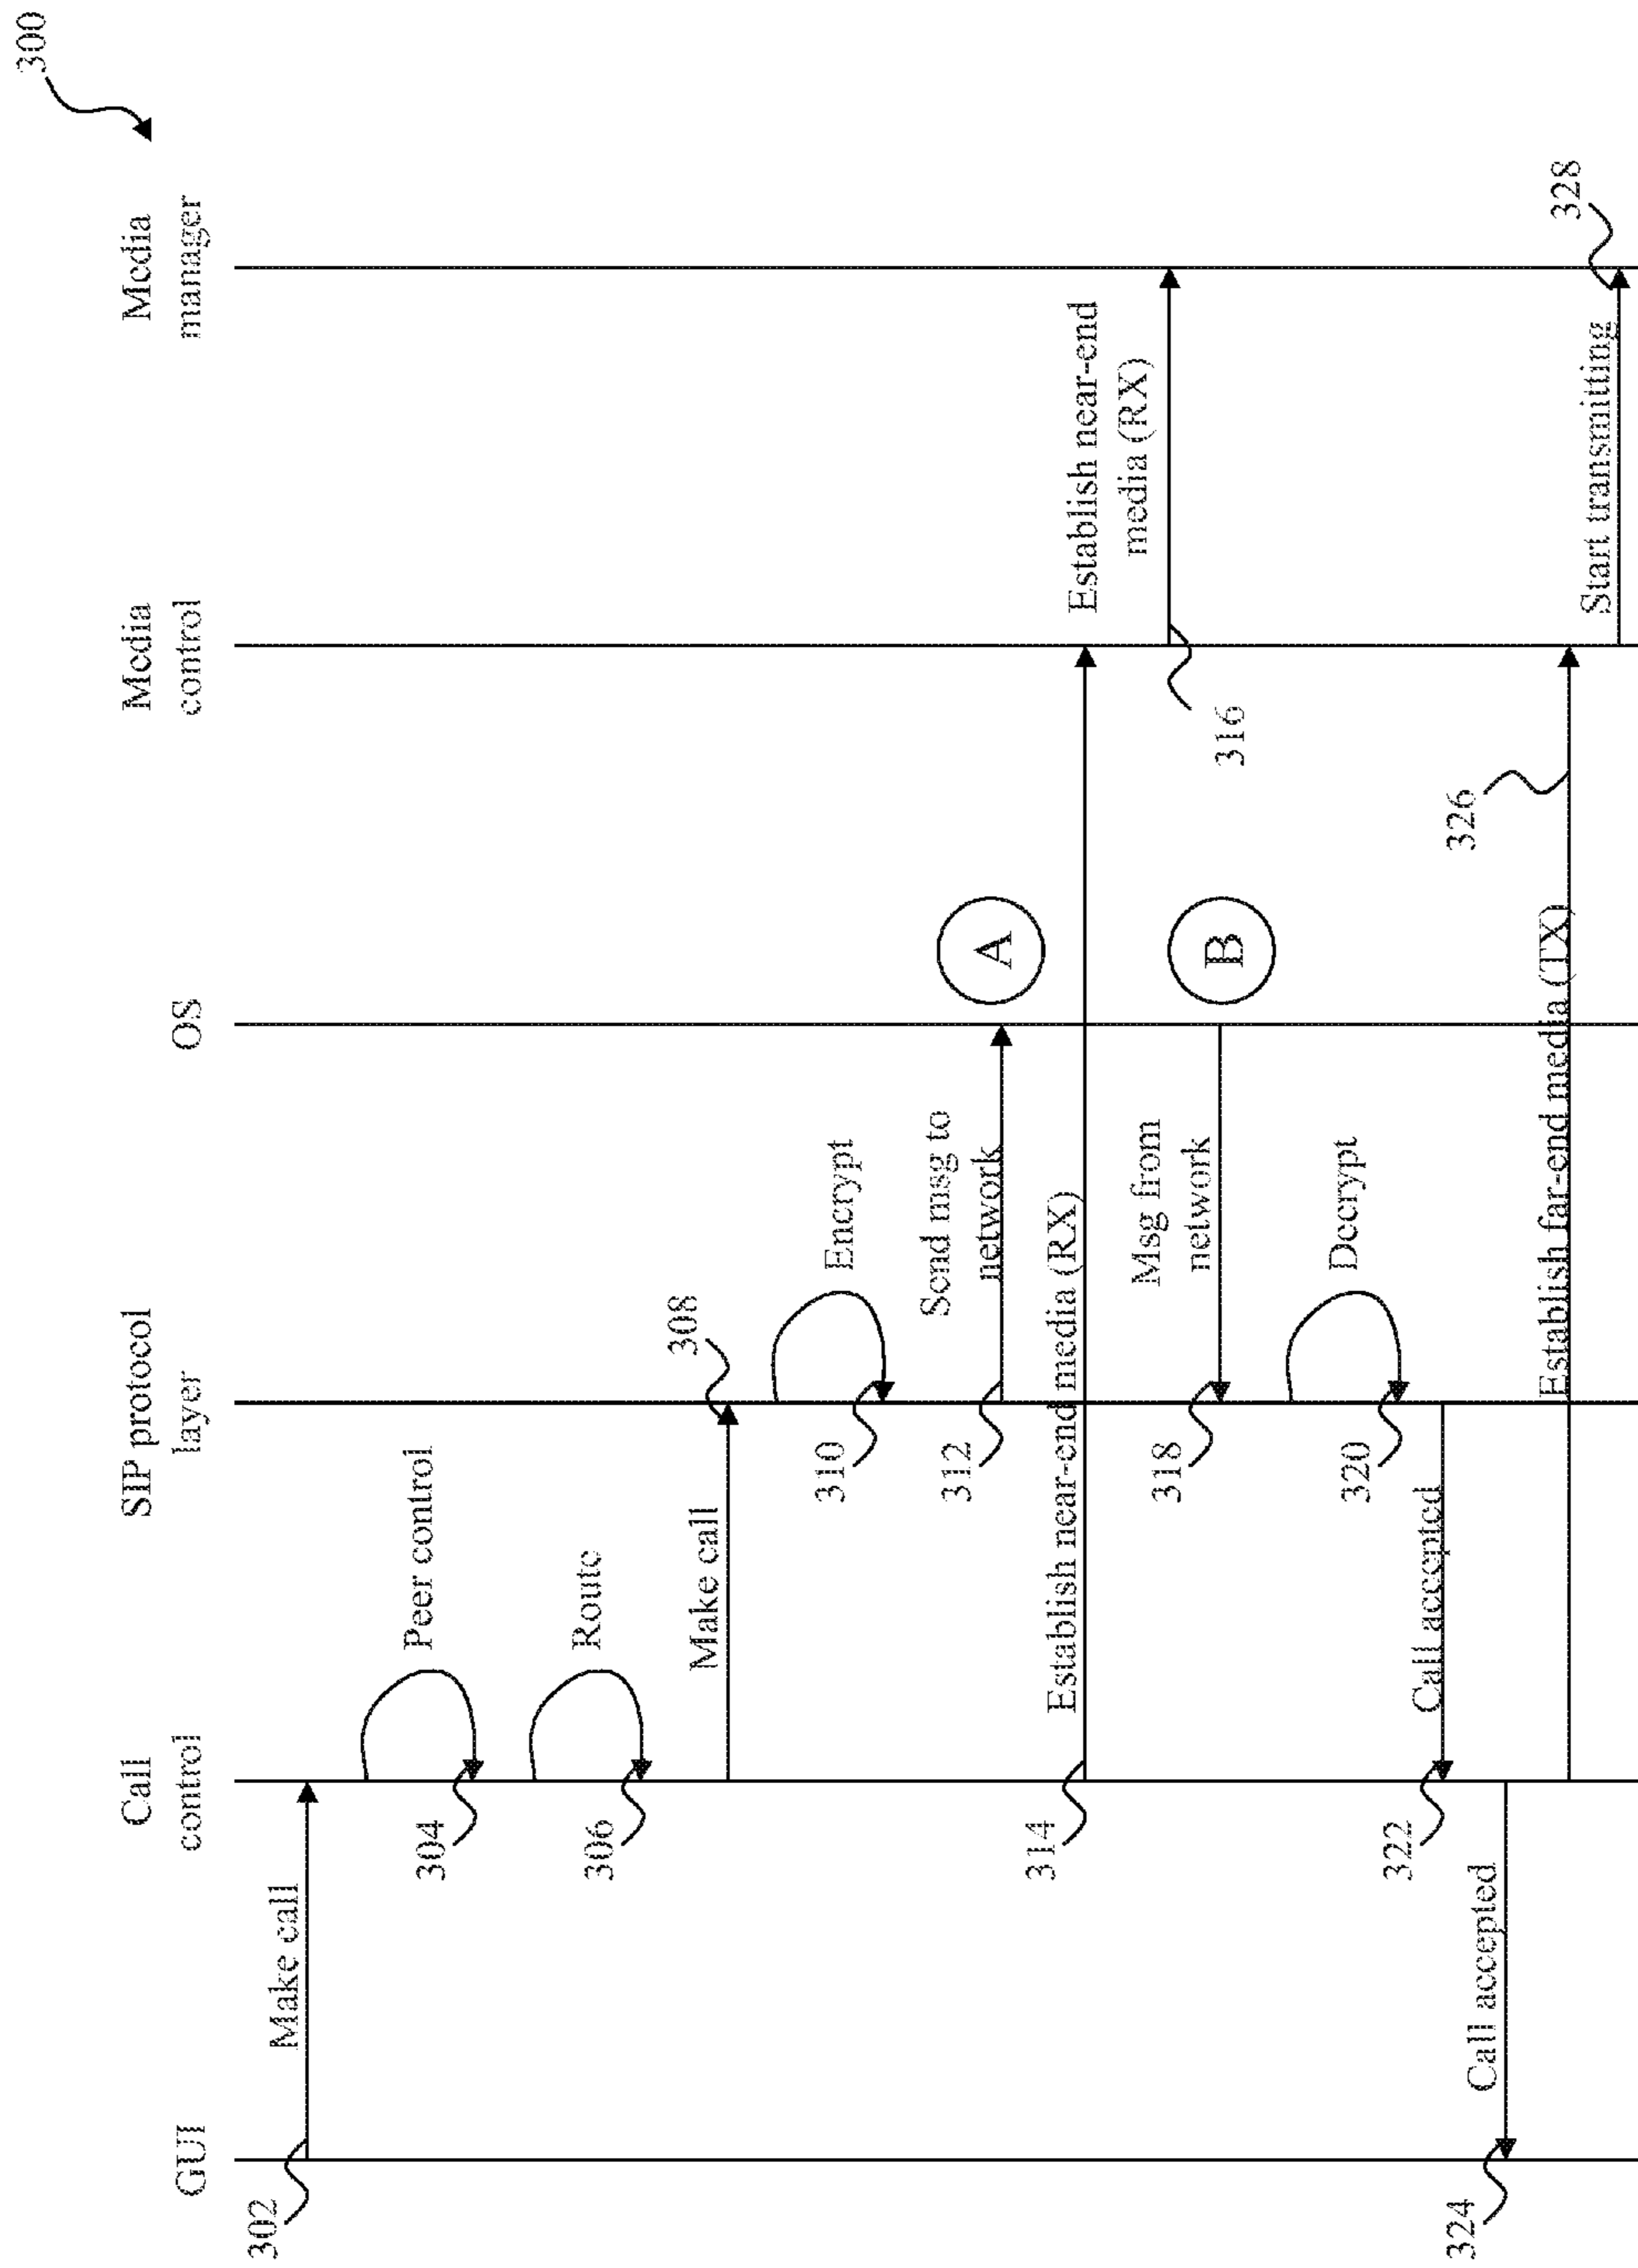 300
GUI
Call
control
SIP protocol
layer
OS
Media
control
Media
manager
302
Make call
Peer control
304
Route
306
Make call
308
Encrypt
310
Send msg to
network
312
A
Establish near-end media (RX)
314
Establish near-end
media (RX)
316
Msg from
network
318
B
Decrypt
320
Call accepted
322
Call accepted
324
Establish far-end media (TX)
326
Start transmitting
328